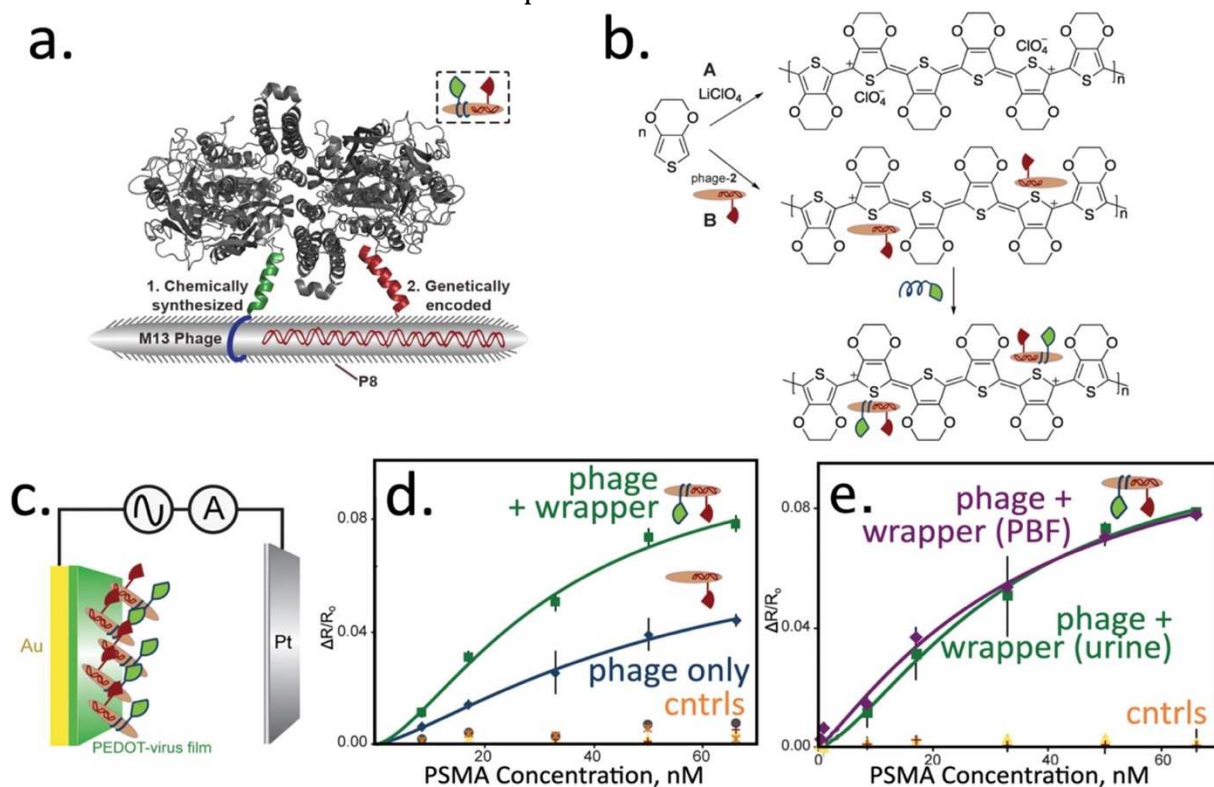 a.
1. Chemically
synthesized
2. Genetically
encoded
M13 Phage
P8
b.
n
O
O
S
A
LiClO₄
phage-2
B
ClO₄⁻
ClO₄⁻
n
n
n
c.
A
Au
Pt
PEDOT-virus film
d.
phage
+ wrapper
phage only
cntrls
ΔR/Rₒ
0.08
0.04
0.00
20
40
60
PSMA Concentration, nM
e.
phage +
wrapper (PBF)
phage +
wrapper (urine)
cntrls
ΔR/Rₒ
0.08
0.04
0.00
0
20
40
60
PSMA Concentration, nM